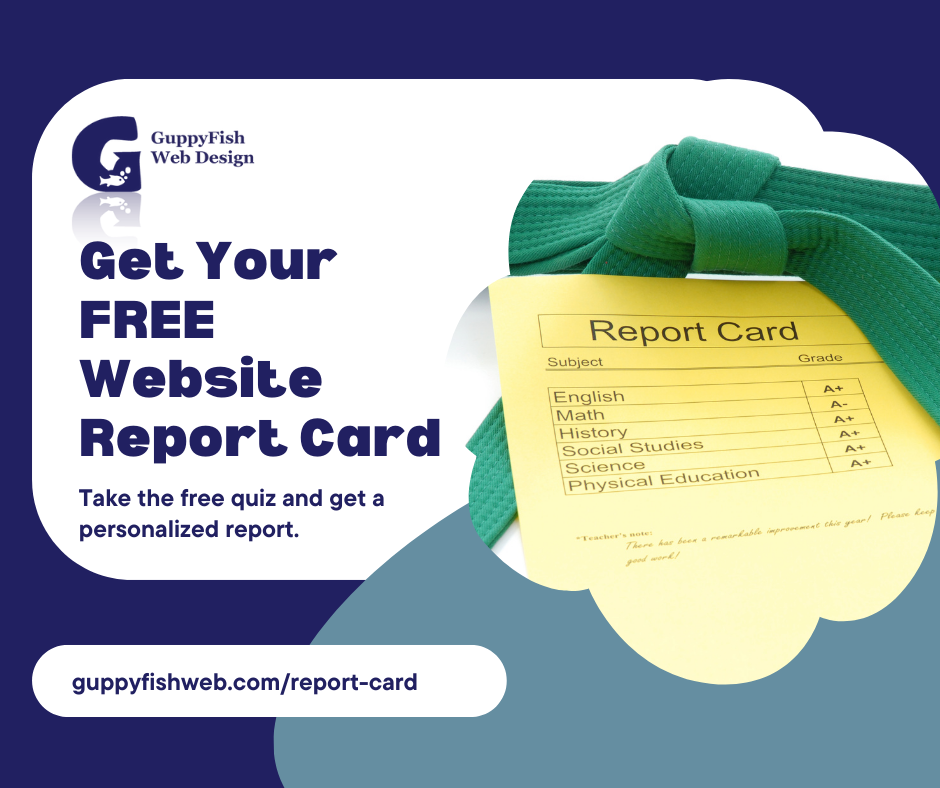 GuppyFish
Web Design
Get Your
FREE
Website
Report Card
Take the free quiz and get a
personalized report.
guppyfishweb.com/report-card
Report Card
Subject Grade
English A+
Math A-
History A+
Social Studies A+
Science A+
Physical Education A+
*Teacher's note:
There has been a remarkable improvement this year! Please keep
good work!